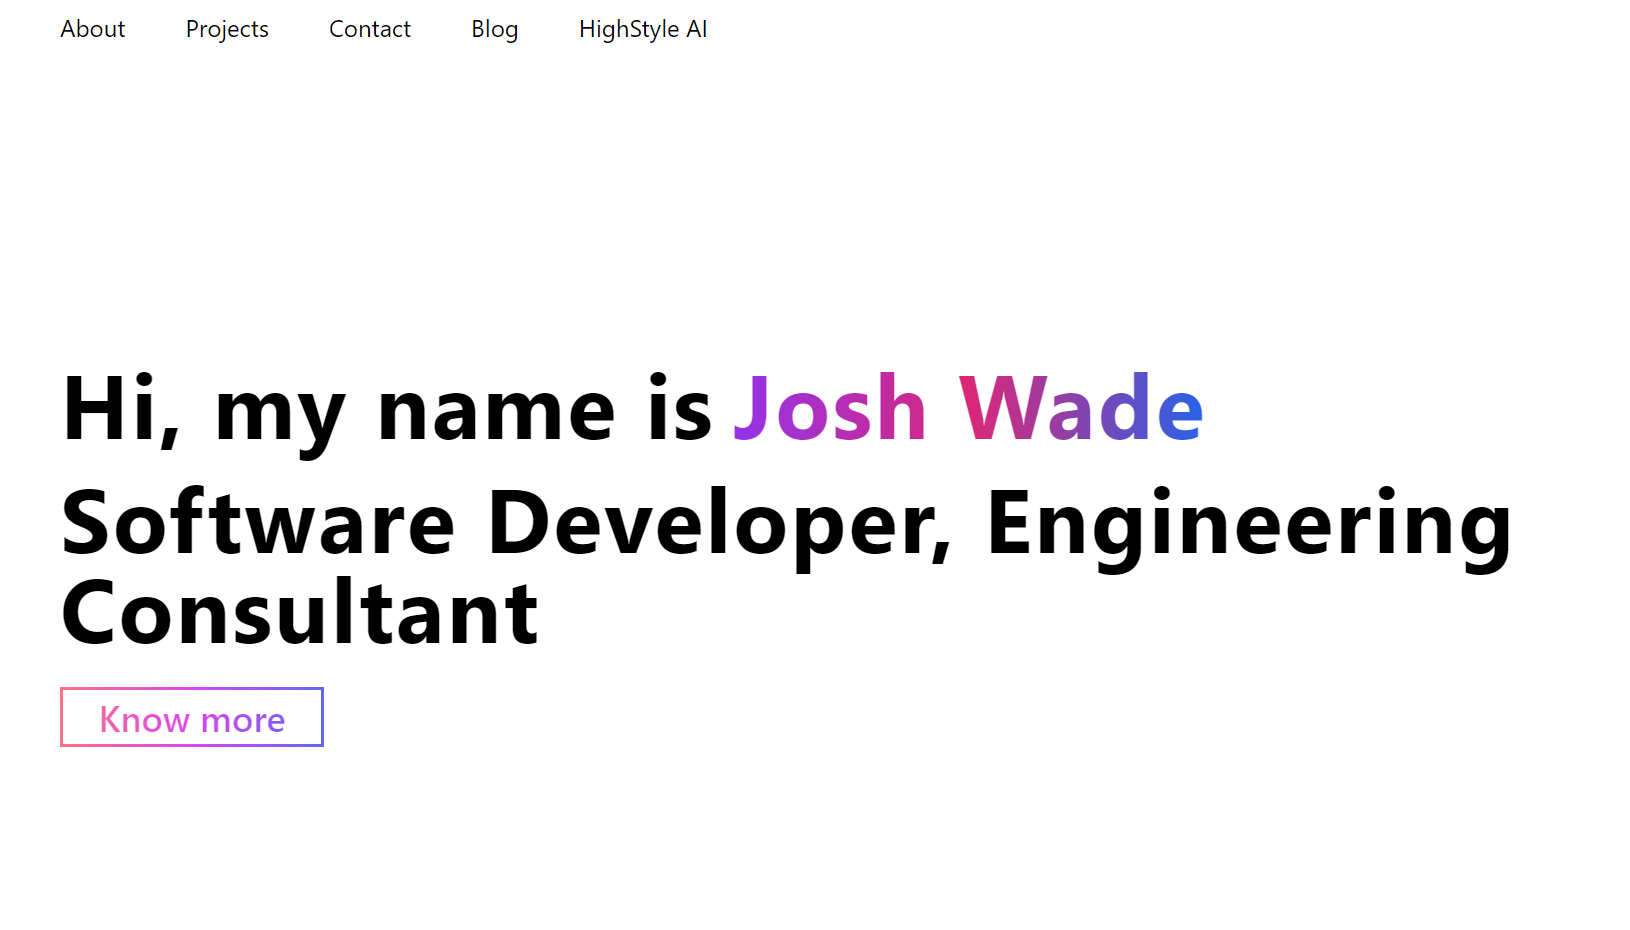 About Projects Contact Blog HighStyle AI
Hi, my name is Josh Wade
Software Developer, Engineering
Consultant
Know more